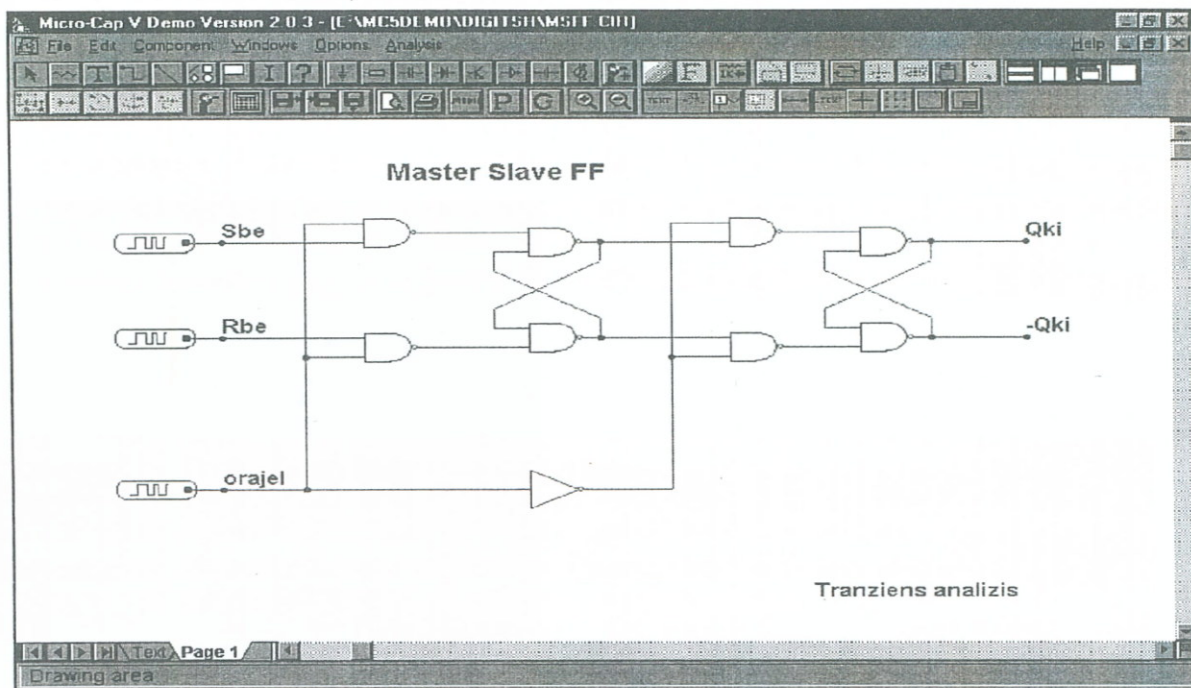 Micro-Cap V Demo Version 2.0.3 - [E:\MC5DEMO\DIGITSH\MSFF.CIR]
File Edit Component Windows Options Analysis Help
Master Slave FF
Sbe
Qki
Rbe
-Qki
orajel
Tranziens analizis
Text Page 1
Drawing area